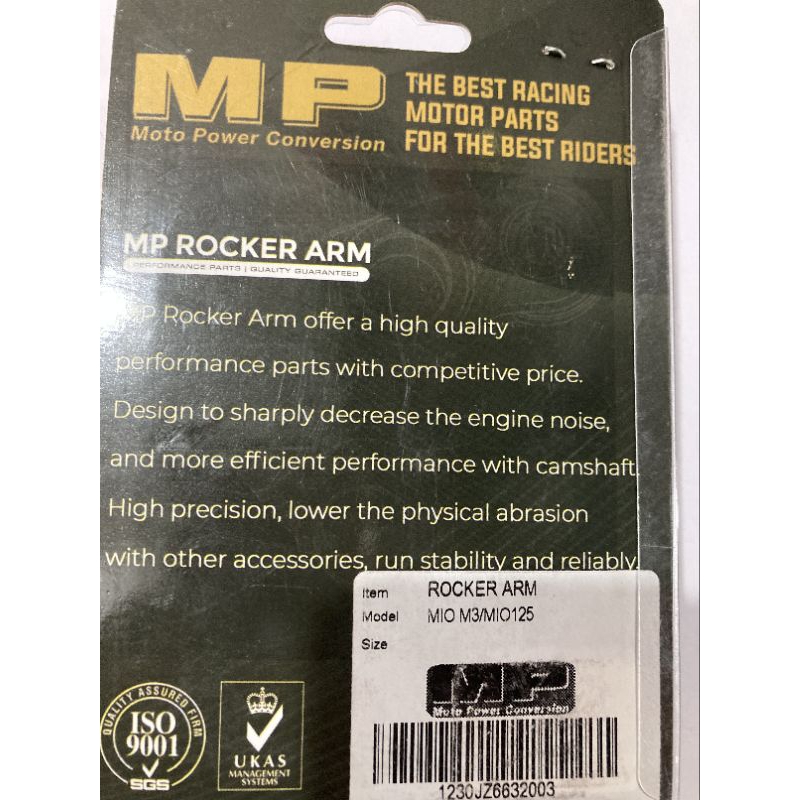 MP
Moto Power Conversion
THE BEST RACING
MOTOR PARTS
FOR THE BEST RIDERS
MP ROCKER ARM
PERFORMANCE PARTS | QUALITY GUARANTEED
MP Rocker Arm offer a high quality
performance parts with competitive price.
Design to sharply decrease the engine noise,
and more efficient performance with camshaft.
High precision, lower the physical abrasion
with other accessories, run stability and reliably.
Item ROCKER ARM
Model MIO M3/MIO125
Size
MP
Moto Power Conversion
1230JZ6632003
QUALITY ASSURED FIRM
ISO
9001
SGS
UKAS
MANAGEMENT
SYSTEMS